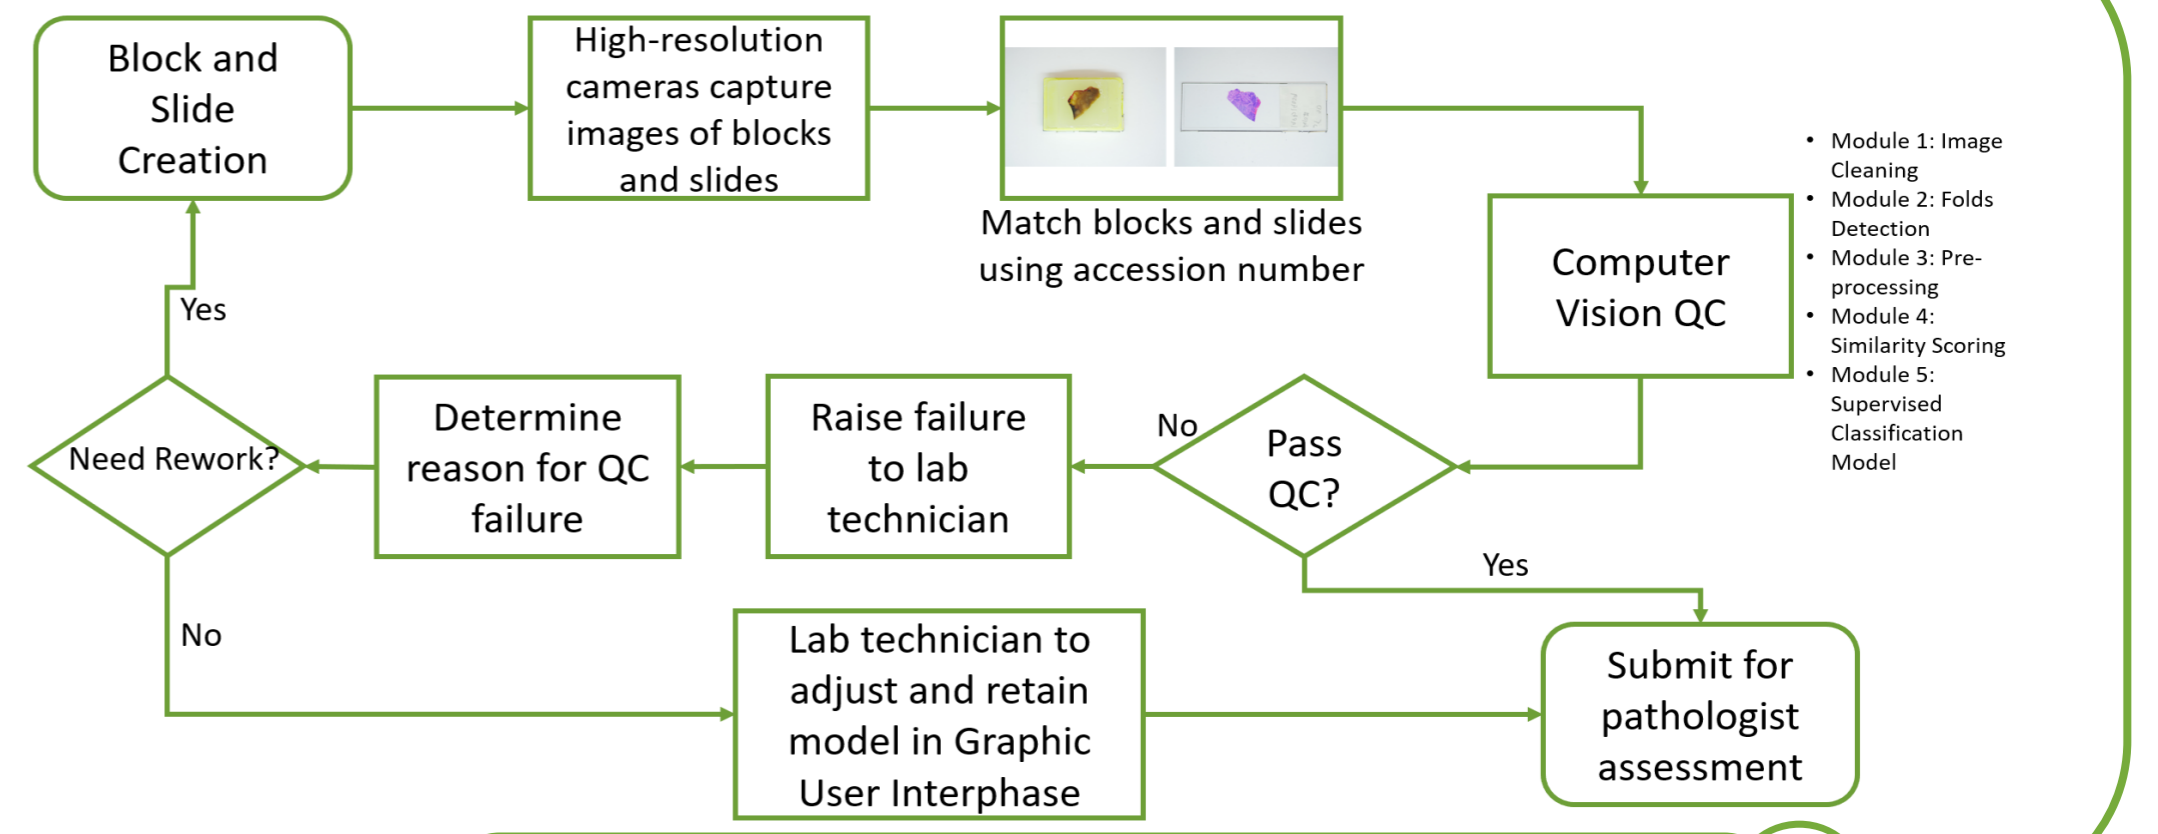 Block and
Slide
Creation
High-resolution
cameras capture
images of blocks
and slides
Match blocks and slides
using accession number
Computer
Vision QC
• Module 1: Image
Cleaning
• Module 2: Folds
Detection
• Module 3: Pre-
processing
• Module 4:
Similarity Scoring
• Module 5:
Supervised
Classification
Model
Pass
QC?
No
Yes
Raise failure
to lab
technician
Determine
reason for QC
failure
Need Rework?
Yes
No
Lab technician to
adjust and retain
model in Graphic
User Interphase
Submit for
pathologist
assessment